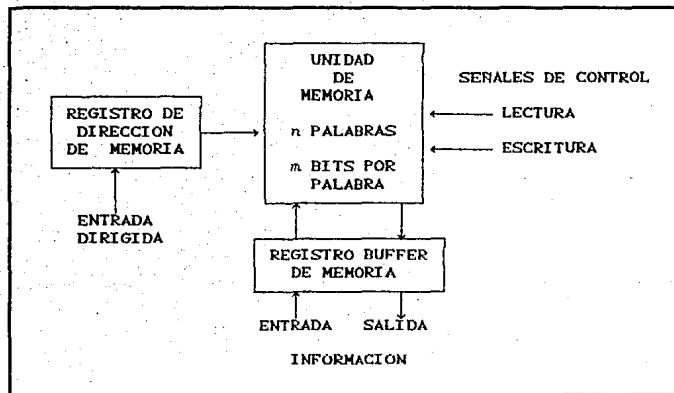 UNIDAD
DE
MEMORIA
n PALABRAS
m BITS POR
PALABRA
SEÑALES DE CONTROL
LECTURA
ESCRITURA
REGISTRO DE
DIRECCION
DE MEMORIA
ENTRADA
DIRIGIDA
REGISTRO BUFFER
DE MEMORIA
ENTRADA SALIDA
INFORMACION